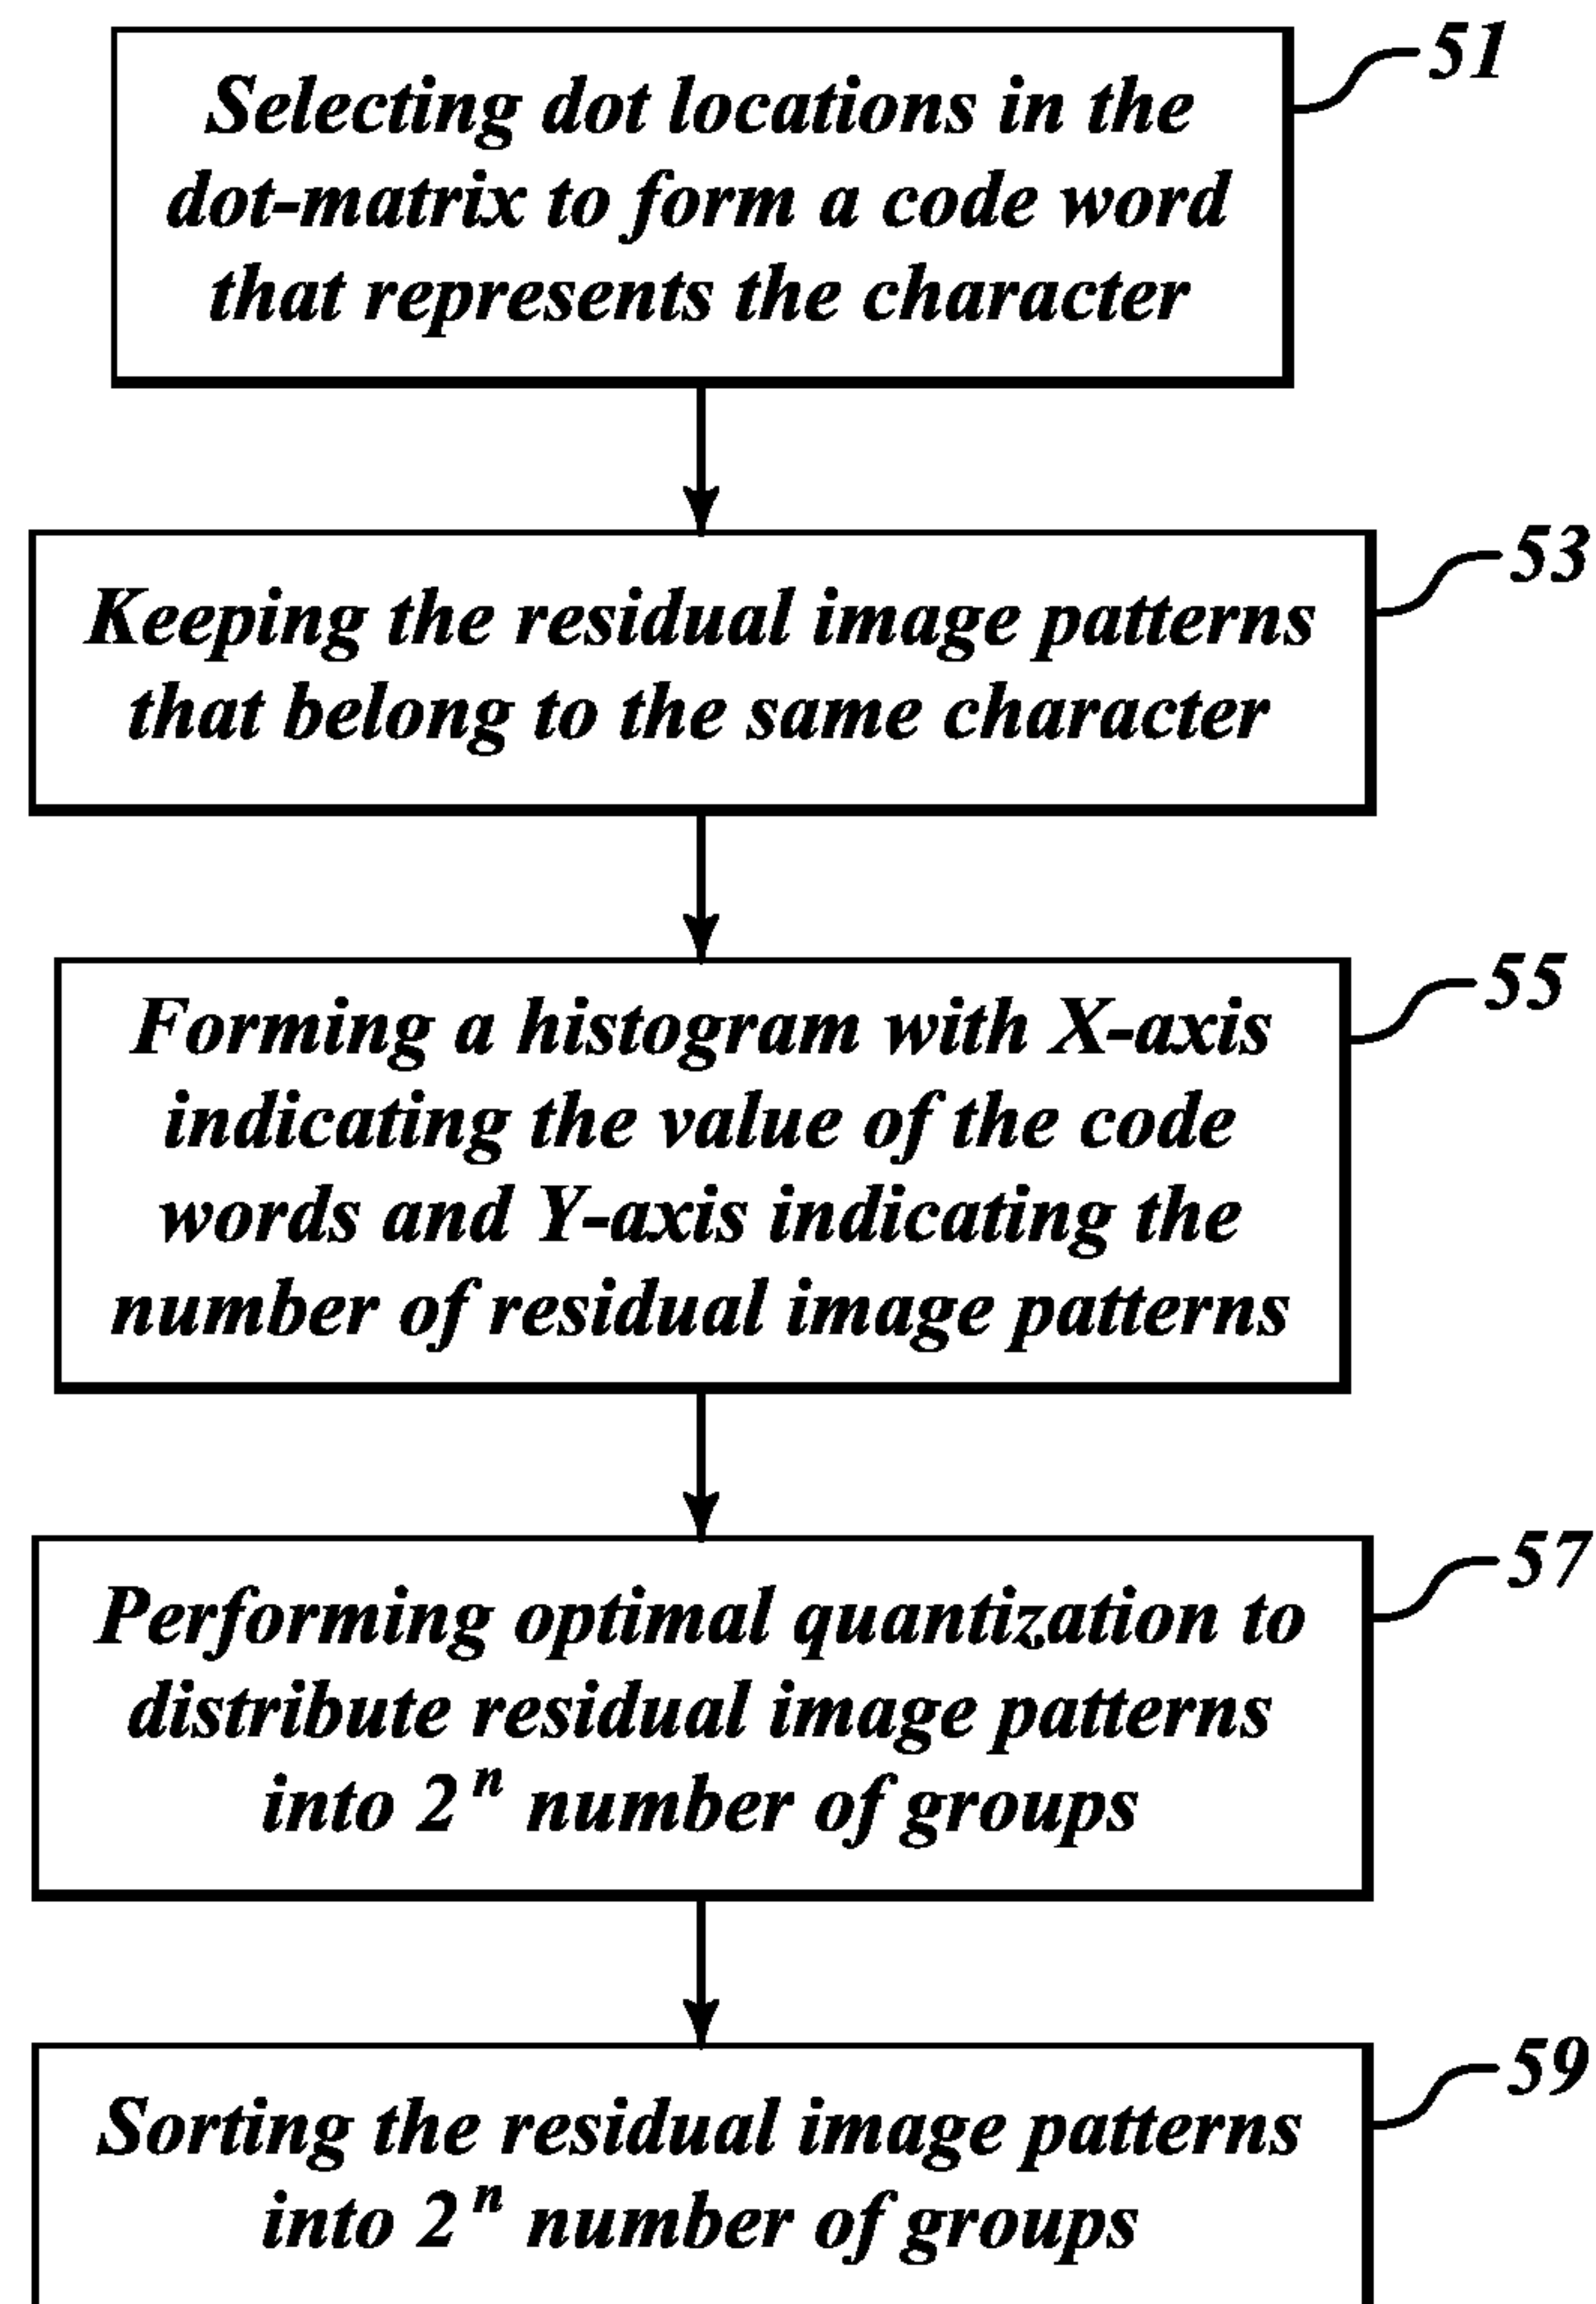 51
Selecting dot locations in the
dot-matrix to form a code word
that represents the character
53
Keeping the residual image patterns
that belong to the same character
55
Forming a histogram with X-axis
indicating the value of the code
words and Y-axis indicating the
number of residual image patterns
57
Performing optimal quantization to
distribute residual image patterns
into 2ⁿ number of groups
59
Sorting the residual image patterns
into 2ⁿ number of groups